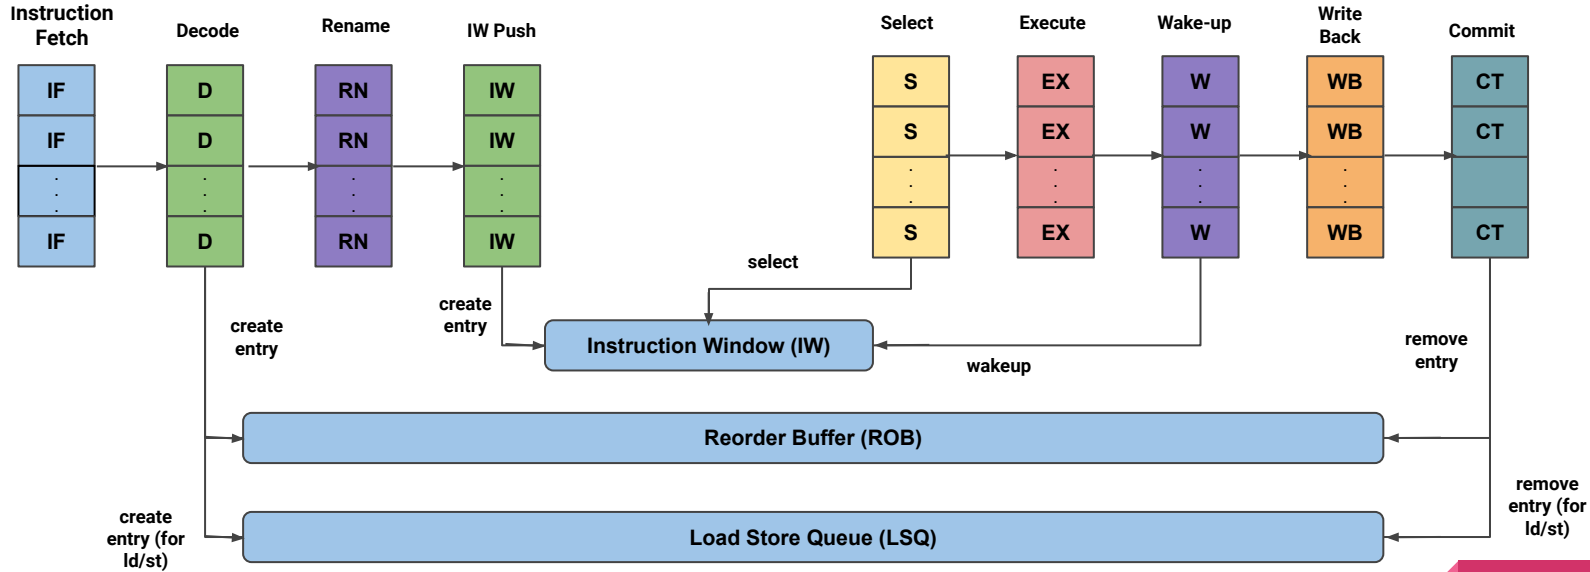 Instruction
Fetch
Decode
Rename
IW Push
Select
Execute
Wake-up
Write
Back
Commit
IF
D
RN
IW
S
EX
W
WB
CT
IF
D
RN
IW
S
EX
W
WB
CT
IF
D
RN
IW
S
EX
W
WB
CT
select
create
entry
create
entry
Instruction Window (IW)
wakeup
remove
entry
Reorder Buffer (ROB)
create
entry (for
ld/st)
Load Store Queue (LSQ)
remove
entry (for
ld/st)